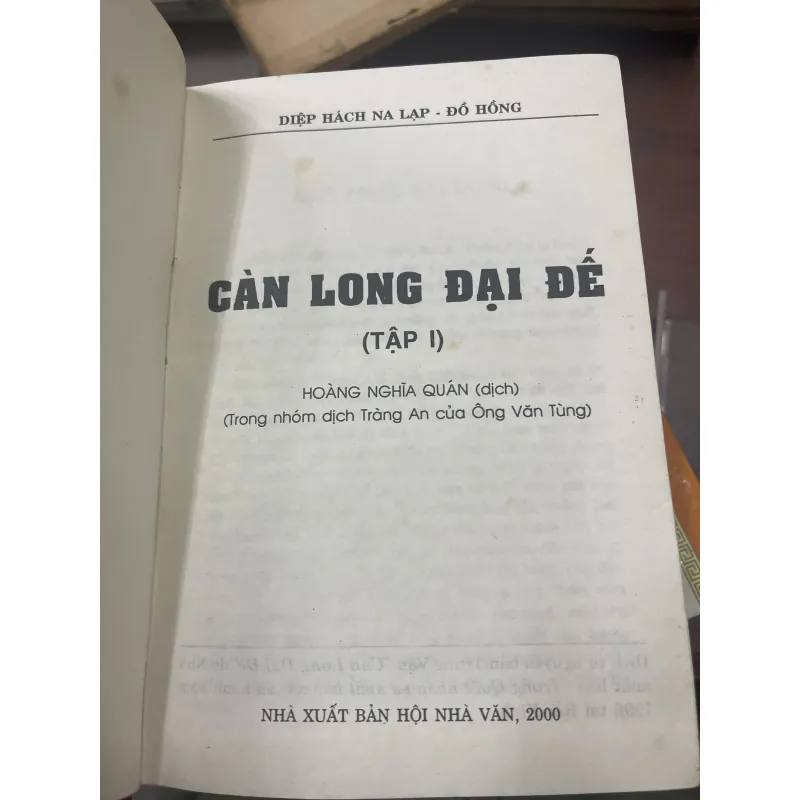 DIỆP HÁCH NA LẠP - ĐỒ HỒNG
CÀN LONG ĐẠI ĐẾ
(TẬP I)
HOÀNG NGHĨA QUÁN (dịch)
(Trong nhóm dịch Tràng An của Ông Văn Tùng)
NHÀ XUẤT BẢN HỘI NHÀ VĂN, 2000